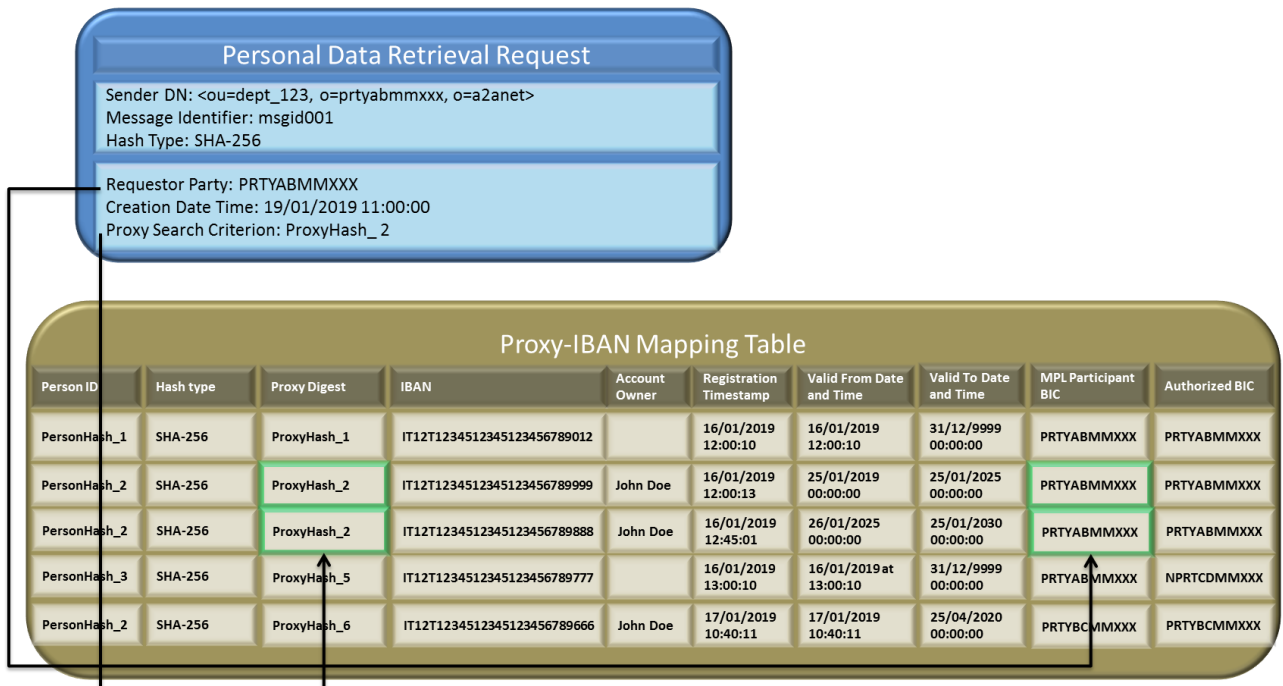 Personal Data Retrieval Request
Sender DN: <ou=dept_123, o=prtyabmmxxx, o=a2anet>
Message Identifier: msgid001
Hash Type: SHA-256
Requestor Party: PRTYABMMXXX
Creation Date Time: 19/01/2019 11:00:00
Proxy Search Criterion: ProxyHash_ 2
Proxy-IBAN Mapping Table
Person ID Hash type Proxy Digest IBAN Account Owner Registration Timestamp Valid From Date and Time Valid To Date and Time MPL Participant BIC Authorized BIC
PersonHash_1 SHA-256 ProxyHash_1 IT12T1234512345123456789012 16/01/2019 12:00:10 16/01/2019 12:00:10 31/12/9999 00:00:00 PRTYABMMXXX PRTYABMMXXX
PersonHash_2 SHA-256 ProxyHash_2 IT12T1234512345123456789999 John Doe 16/01/2019 12:00:13 25/01/2019 00:00:00 25/01/2025 00:00:00 PRTYABMMXXX PRTYABMMXXX
PersonHash_2 SHA-256 ProxyHash_2 IT12T1234512345123456789888 John Doe 16/01/2019 12:45:01 26/01/2025 00:00:00 25/01/2030 00:00:00 PRTYABMMXXX PRTYABMMXXX
PersonHash_3 SHA-256 ProxyHash_5 IT12T1234512345123456789777 16/01/2019 13:00:10 16/01/2019 at 13:00:10 31/12/9999 00:00:00 PRTYABMMXXX NPRTCDMMXXX
PersonHash_2 SHA-256 ProxyHash_6 IT12T1234512345123456789666 John Doe 17/01/2019 10:40:11 17/01/2019 10:40:11 25/04/2020 00:00:00 PRTYBCMMXXX PRTYBCMMXXX